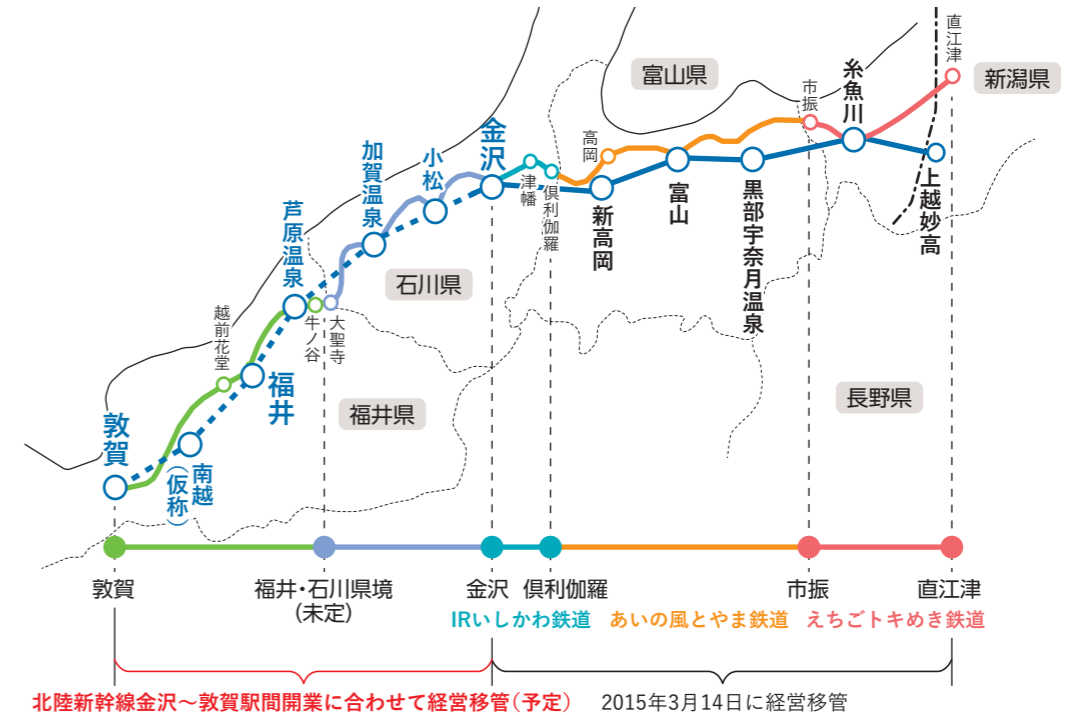 直江津
富山県
新潟県
糸魚川
市振
金沢
高岡
小松
加賀温泉
津幡
倶利伽羅
新高岡
富山
黒部宇奈月温泉
上越妙高
芦原温泉
石川県
越前花堂
牛ノ谷
大聖寺
福井
福井県
長野県
敦賀
南越
(仮称)
敦賀
福井・石川県境
(未定)
金沢
倶利伽羅
市振
直江津
IRいしかわ鉄道
あいの風とやま鉄道
えちごトキめき鉄道
北陸新幹線金沢〜敦賀駅間開業に合わせて経営移管(予定)
2015年3月14日に経営移管